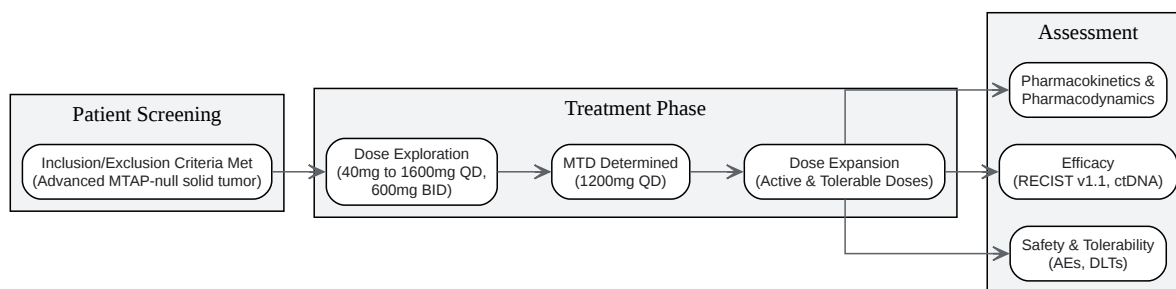 Patient Screening
Inclusion/Exclusion Criteria Met
(Advanced MTAP-null solid tumor)
Treatment Phase
Dose Exploration
(40mg to 1600mg QD,
600mg BID)
MTD Determined
(1200mg QD)
Dose Expansion
(Active & Tolerable Doses)
Assessment
Pharmacokinetics &
Pharmacodynamics
Efficacy
(RECIST v1.1, ctDNA)
Safety & Tolerability
(AEs, DLTs)